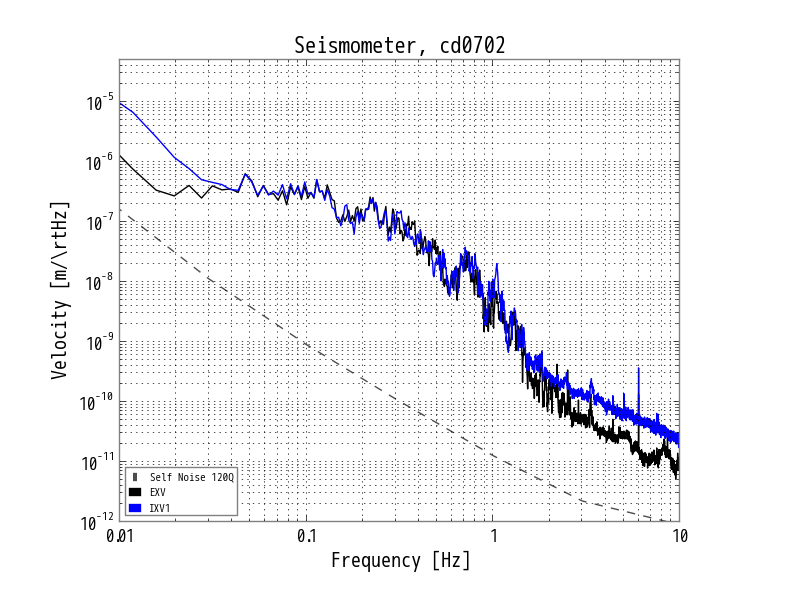 Seismometer, cd0702
Velocity [m/\rtHz]
10-5
10-6
10-7
10-8
10-9
10-10
10-11
10-12
Self Noise 120Q
EXV
IXV1
0.01
0.1
1
10
Frequency [Hz]